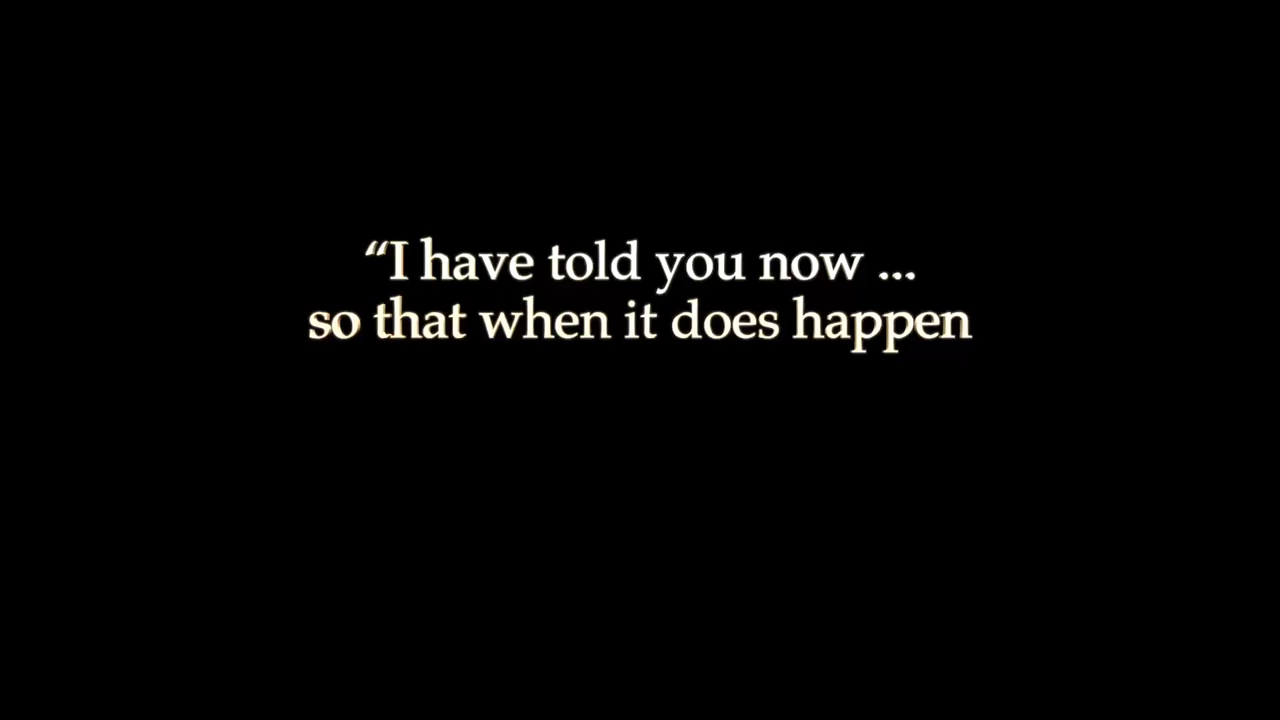 “I have told you now ...
so that when it does happen